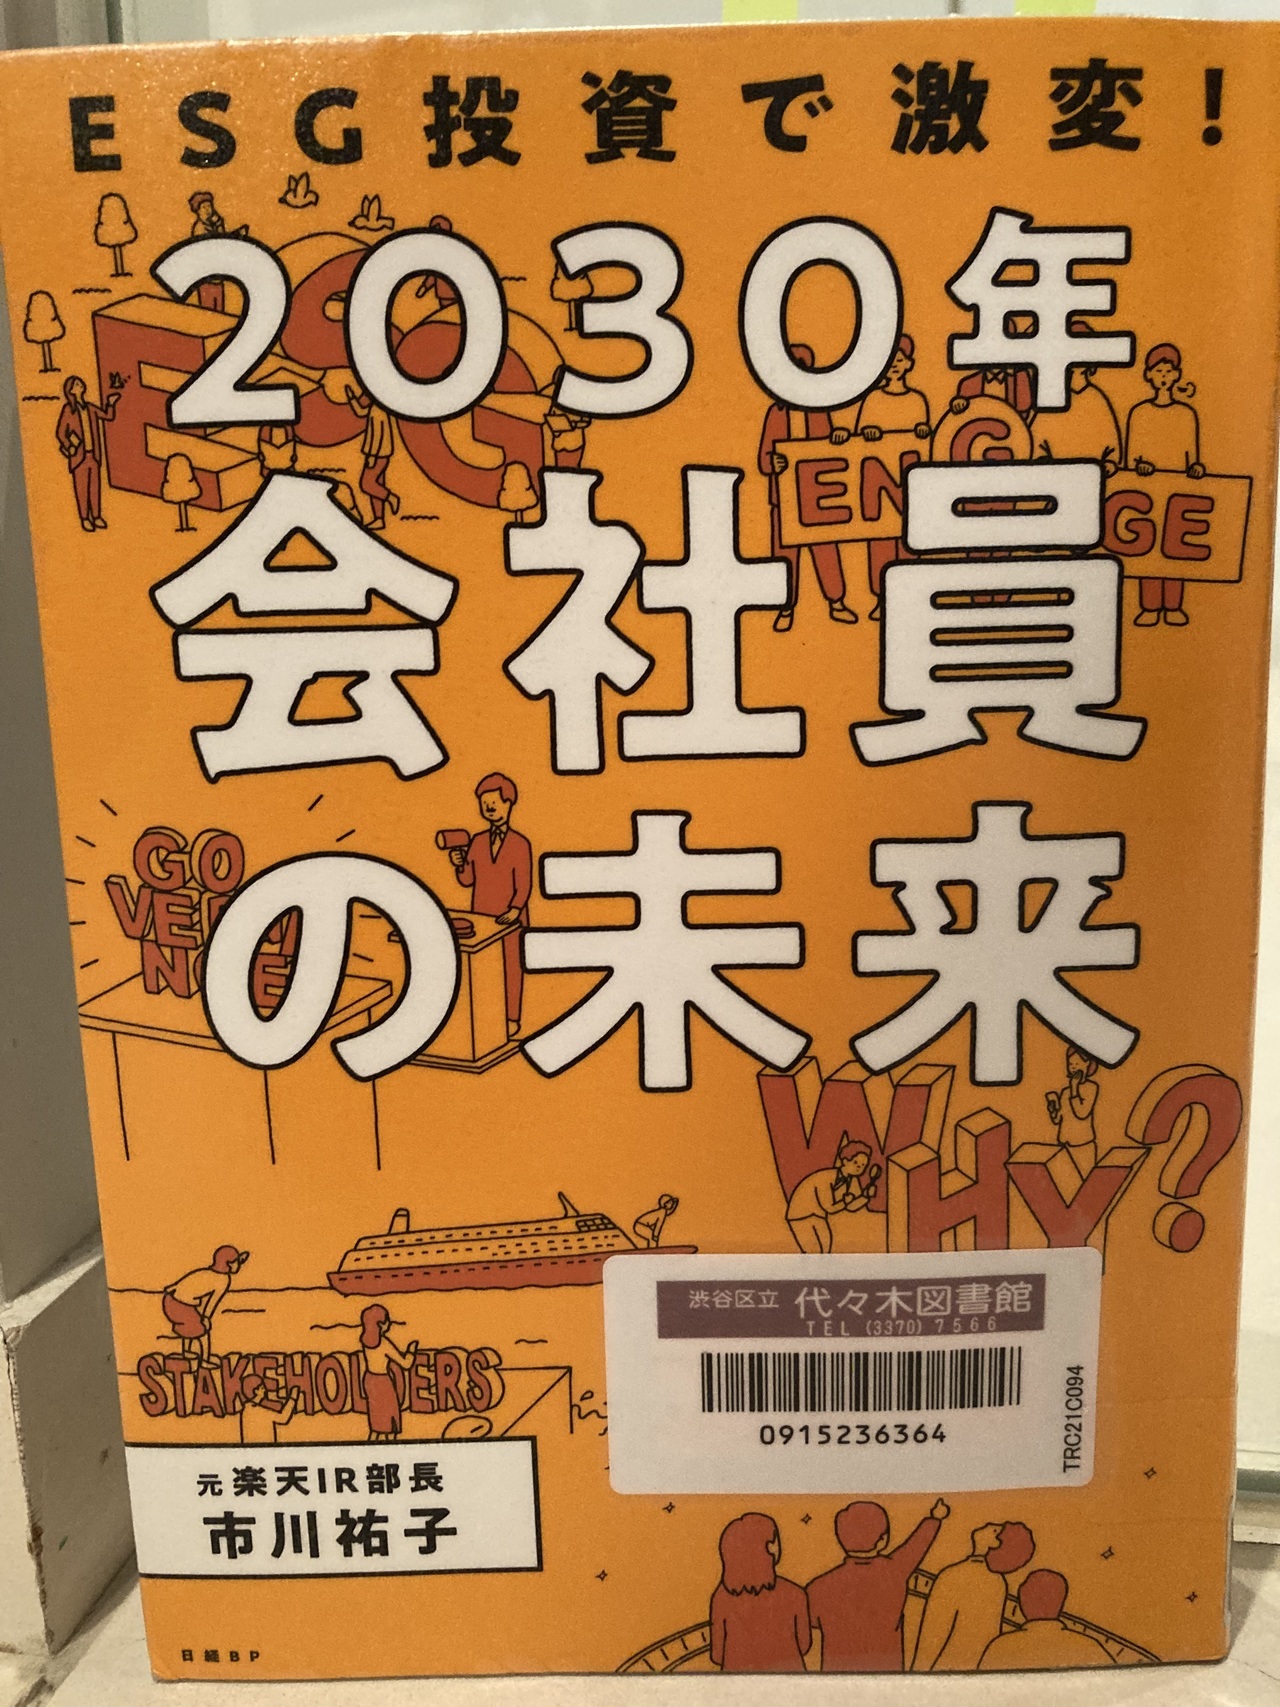 ESG投資で激変!
2030年
会社員
の未来
ESG
GO
VE
STAKEHOLDERS
WHY?
渋谷区立 代々木図書館
TEL (3370) 7566
0915236364
TRC21C094
元楽天IR部長
市川祐子
日経BP